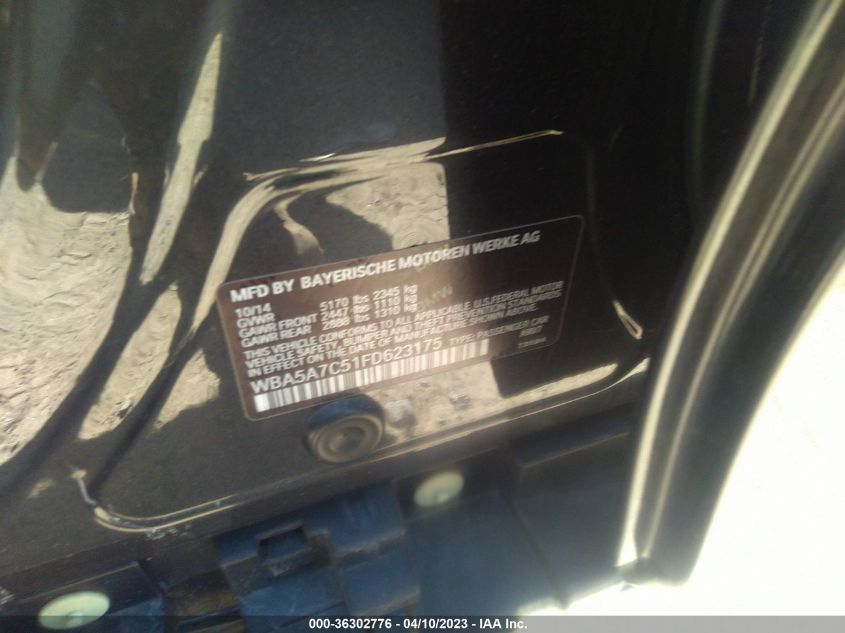 MFD BY BAYERISCHE MOTOREN WERKE AG
10/14
GVWR 5170 lbs 2345 kg
GAWR FRONT 2447 lbs 1110 kg
GAWR REAR 2888 lbs 1310 kg
THIS VEHICLE CONFORMS TO ALL APPLICABLE U.S. FEDERAL MOTOR
VEHICLE SAFETY, BUMPER AND THEFT PREVENTION STANDARDS
IN EFFECT ON THE DATE OF MANUFACTURE SHOWN ABOVE.
WBA5A7C51FD623175 TYPE: PASSENGER CAR
000-36302776 - 04/10/2023 - IAA Inc.